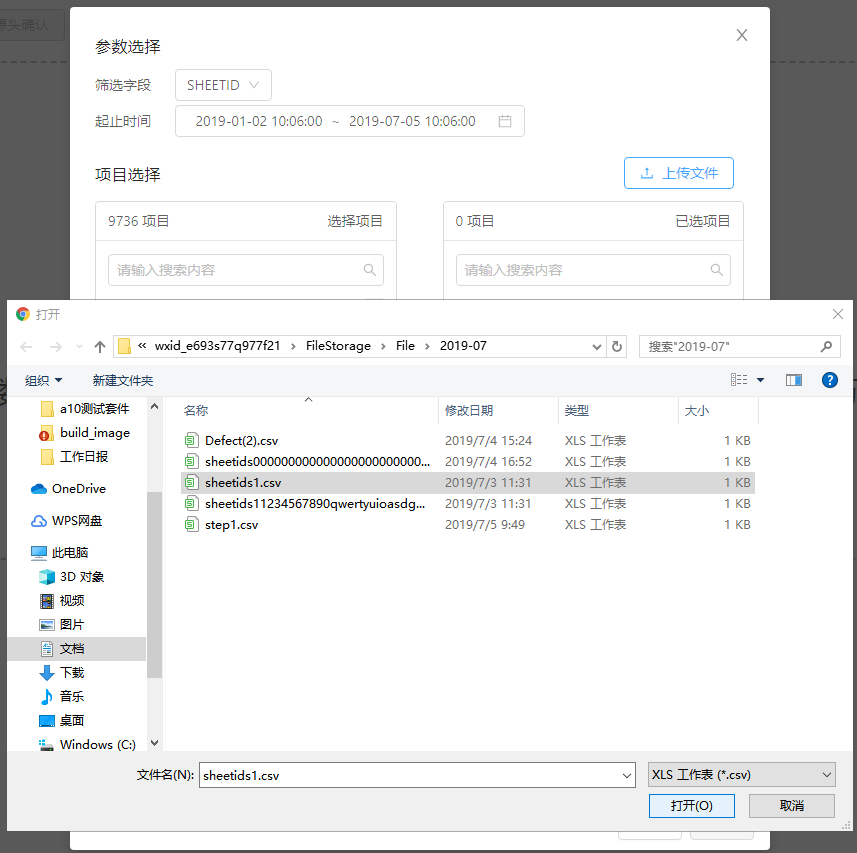 源头确认
参数选择
筛选字段 SHEETID
起止时间 2019-01-02 10:06:00 ~ 2019-07-05 10:06:00
项目选择 上传文件
9736 项目 选择项目 0 项目 已选项目
请输入搜索内容 请输入搜索内容
打开
« wxid_e693s77q977f21 › FileStorage › File › 2019-07 搜索"2019-07"
组织 新建文件夹
名称 修改日期 类型 大小
a10测试套件
build_image
工作日报
OneDrive
WPS网盘
此电脑
3D 对象
视频
图片
文档
下载
音乐
桌面
Windows (C:)
Defect(2).csv 2019/7/4 15:24 XLS 工作表 1 KB
sheetids000000000000000000000000... 2019/7/4 16:52 XLS 工作表 1 KB
sheetids1.csv 2019/7/3 11:31 XLS 工作表 1 KB
sheetids11234567890qwertyuioasdg... 2019/7/3 11:31 XLS 工作表 1 KB
step1.csv 2019/7/5 9:49 XLS 工作表 1 KB
文件名(N): sheetids1.csv XLS 工作表 (*.csv)
打开(O) 取消